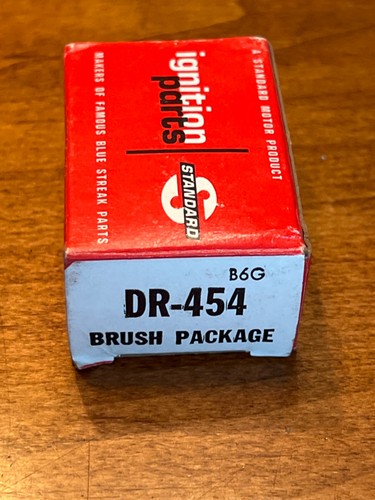 A STANDARD MOTOR PRODUCT
ignition
parts
STANDARD
S
MAKERS OF FAMOUS BLUE STREAK PARTS
B6G
DR-454
BRUSH PACKAGE